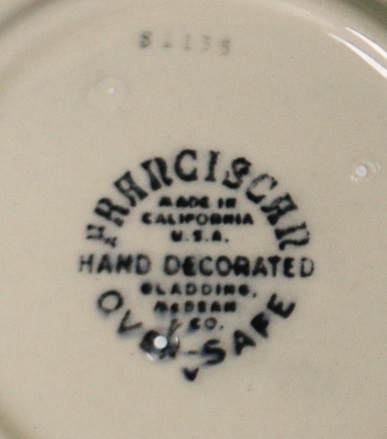 FRANCISCAN
MADE IN
CALIFORNIA
U.S.A.
HAND DECORATED
GLADDING,
McBEAN
& CO.
OVEN-SAFE